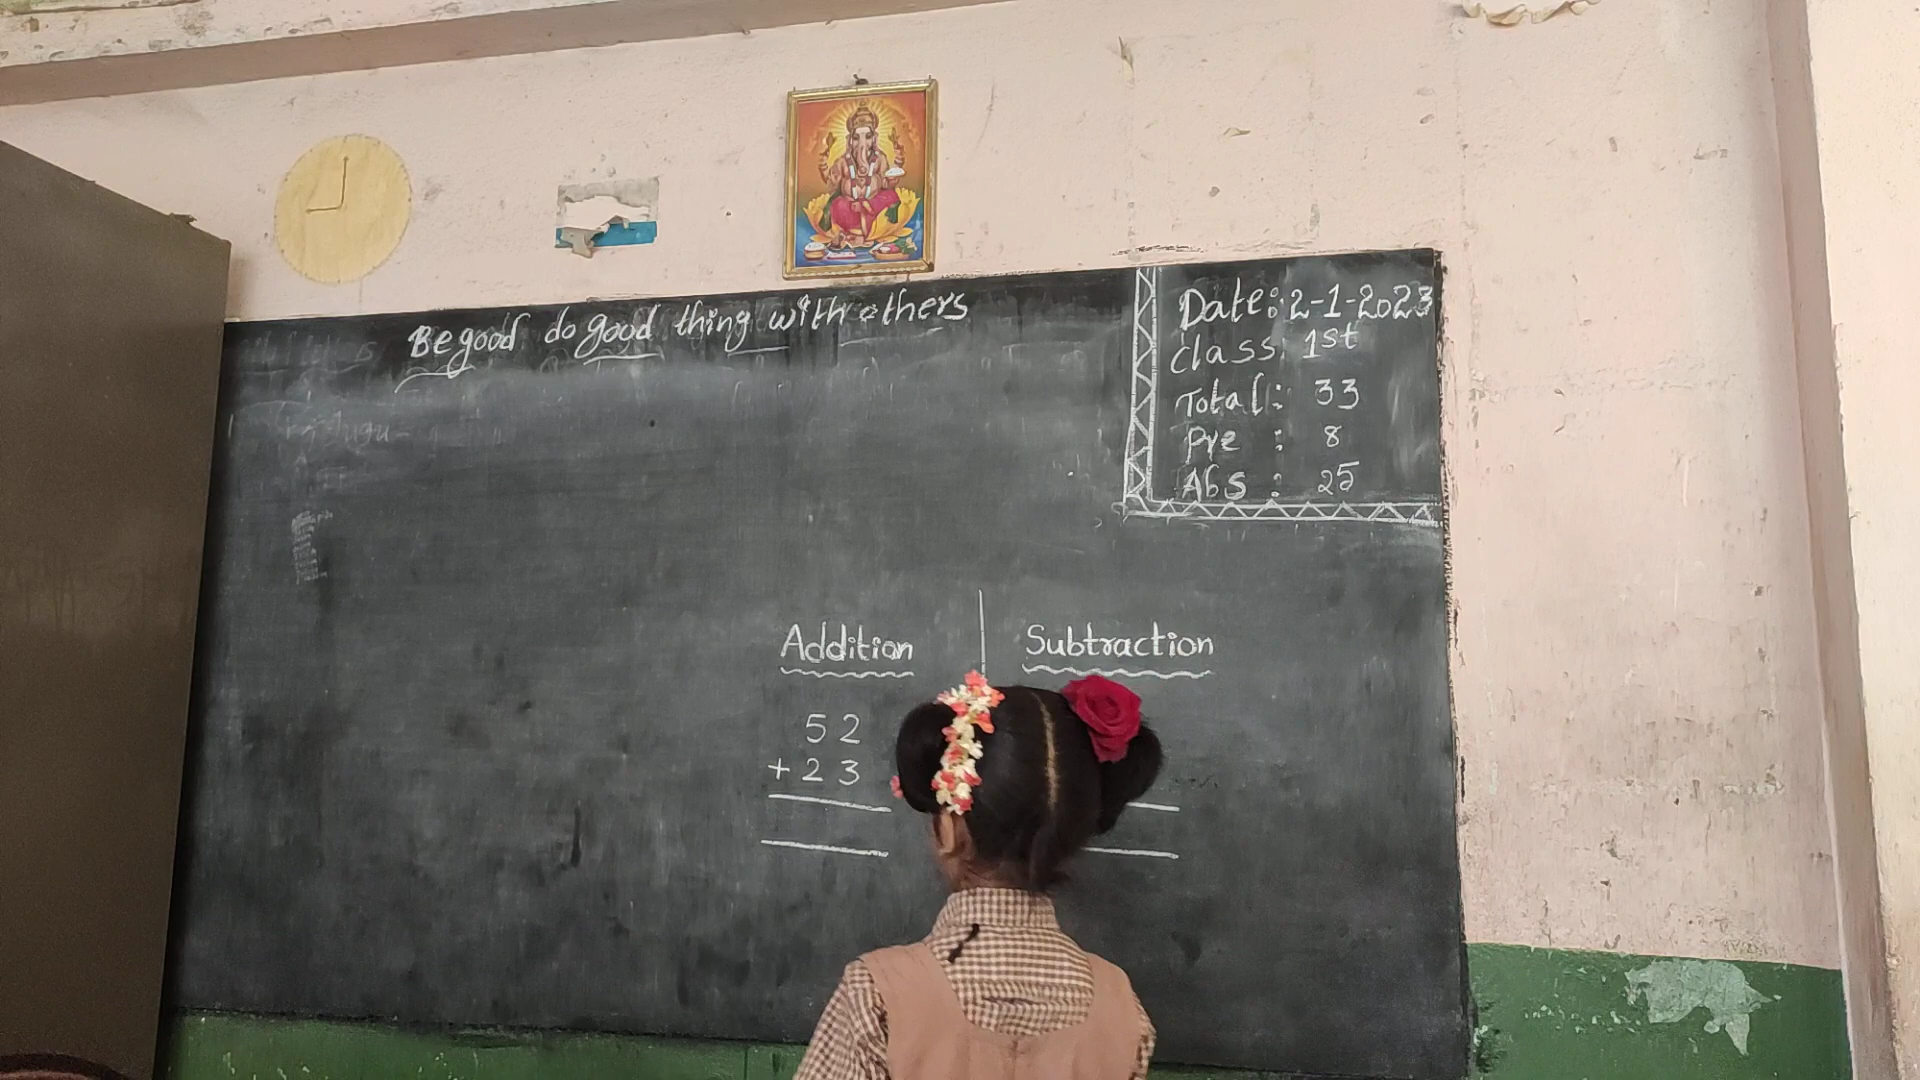 Be good do good thing with others
Date: 2-1-2023
Class: 1st
Total: 33
Pre : 8
Abs : 25
Addition
Subtraction
52
+23